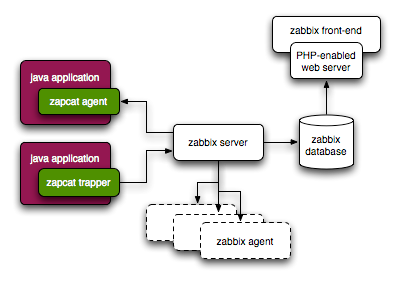 zabbix front-end
PHP-enabled
web server
java application
zapcat agent
java application
zapcat trapper
zabbix server
zabbix
database
zabbix agent